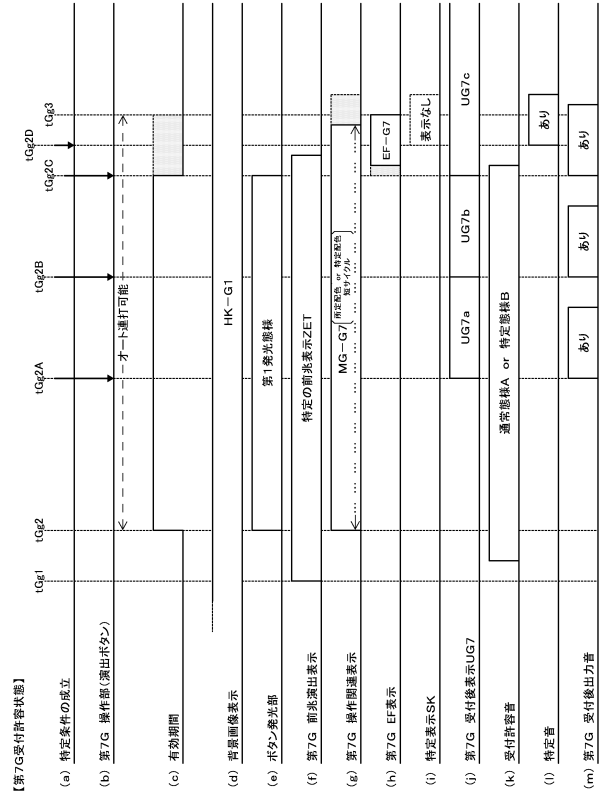 【第7G受付許容状態】
tGg1
tGg2
tGg2A
tGg2B
tGg2C
tGg2D
tGg3
(a) 特定条件の成立
(b) 第7G 操作部(演出ボタン)
オート連打可能
(c) 有効期間
(d) 背景画像表示
HK－G1
(e) ボタン発光部
第1発光態様
(f) 第7G 前兆演出表示
特定の前兆表示ZET
(g) 第7G 操作関連表示
MG－G7
所定配色 or 特定配色
短サイクル
(h) 第7G EF表示
EF－G7
(i) 特定表示SK
表示なし
(j) 第7G 受付後表示UG7
UG7a
UG7b
UG7c
(k) 受付許容音
通常態様A or 特定態様B
(l) 特定音
あり
(m) 第7G 受付後出力音
あり
あり
あり